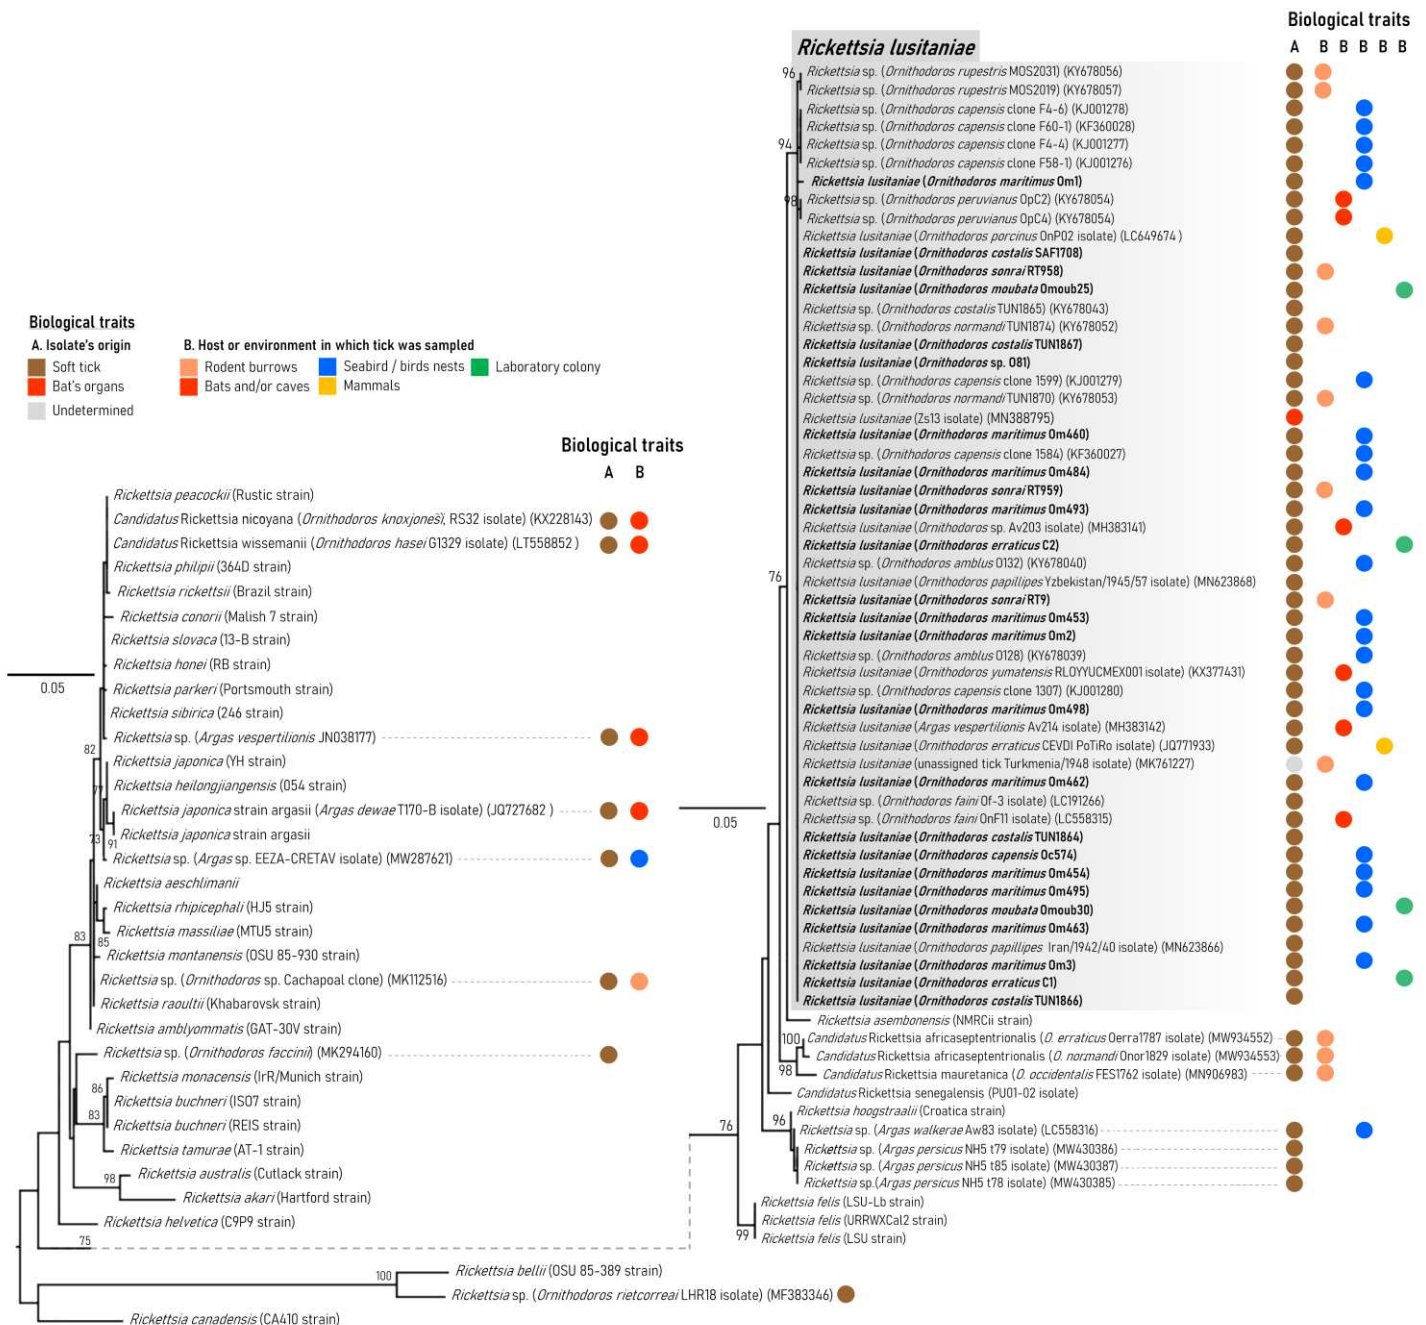 Biological traits
A. Isolate's origin
B. Host or environment in which tick was sampled
Soft tick
Rodent burrows
Seabird / birds nests
Laboratory colony
Bat's organs
Bats and/or caves
Mammals
Undetermined
Biological traits
A B
Rickettsia peacockii (Rustic strain)
Candidatus Rickettsia nicoyana (Ornithodoros knoxjonesi, RS32 isolate) (KX228143)
Candidatus Rickettsia wissemanii (Ornithodoros hasei G1329 isolate) (LT558852 )
Rickettsia philipii (364D strain)
Rickettsia rickettsii (Brazil strain)
Rickettsia conorii (Malish 7 strain)
Rickettsia slovaca (13-B strain)
Rickettsia honei (RB strain)
0.05
Rickettsia parkeri (Portsmouth strain)
Rickettsia sibirica (246 strain)
Rickettsia sp. (Argas vespertilionis JN038177)
82
Rickettsia japonica (YH strain)
Rickettsia heilongjiangensis (054 strain)
77
Rickettsia japonica strain argasii (Argas dewae T170-B isolate) (JQ727682 )
Rickettsia japonica strain argasii
73
91
Rickettsia sp. (Argas sp. EEZA-CRETAV isolate) (MW287621)
Rickettsia aeschlimanii
Rickettsia rhipicephali (HJ5 strain)
Rickettsia massiliae (MTU5 strain)
83
85
Rickettsia montanensis (OSU 85-930 strain)
Rickettsia sp. (Ornithodoros sp. Cachapoal clone) (MK112516)
Rickettsia raoultii (Khabarovsk strain)
Rickettsia amblyommatis (GAT-30V strain)
Rickettsia sp. (Ornithodoros faccinii) (MK294160)
Rickettsia monacensis (IrR/Munich strain)
86
Rickettsia buchneri (ISO7 strain)
83
Rickettsia buchneri (REIS strain)
Rickettsia tamurae (AT-1 strain)
Rickettsia australis (Cutlack strain)
98
Rickettsia akari (Hartford strain)
Rickettsia helvetica (C9P9 strain)
75
100
Rickettsia bellii (OSU 85-389 strain)
Rickettsia sp. (Ornithodoros rietcorreai LHR18 isolate) (MF383346)
Rickettsia canadensis (CA410 strain)
Biological traits
A B B B B B
Rickettsia lusitaniae
96
Rickettsia sp. (Ornithodoros rupestris MOS2031) (KY678056)
Rickettsia sp. (Ornithodoros rupestris MOS2019) (KY678057)
Rickettsia sp. (Ornithodoros capensis clone F4-6) (KJ001278)
Rickettsia sp. (Ornithodoros capensis clone F60-1) (KF360028)
94
Rickettsia sp. (Ornithodoros capensis clone F4-4) (KJ001277)
Rickettsia sp. (Ornithodoros capensis clone F58-1) (KJ001276)
Rickettsia lusitaniae (Ornithodoros maritimus Om1)
98
Rickettsia sp. (Ornithodoros peruvianus OpC2) (KY678054)
Rickettsia sp. (Ornithodoros peruvianus OpC4) (KY678054)
Rickettsia lusitaniae (Ornithodoros porcinus OnP02 isolate) (LC649674 )
Rickettsia lusitaniae (Ornithodoros costalis SAF1708)
Rickettsia lusitaniae (Ornithodoros sonrai RT958)
Rickettsia lusitaniae (Ornithodoros moubata Omoub25)
Rickettsia sp. (Ornithodoros costalis TUN1865) (KY678043)
Rickettsia sp. (Ornithodoros normandi TUN1874) (KY678052)
Rickettsia lusitaniae (Ornithodoros costalis TUN1867)
Rickettsia lusitaniae (Ornithodoros sp. O81)
Rickettsia sp. (Ornithodoros capensis clone 1599) (KJ001279)
Rickettsia sp. (Ornithodoros normandi TUN1870) (KY678053)
Rickettsia lusitaniae (Zs13 isolate) (MN388795)
Rickettsia lusitaniae (Ornithodoros maritimus Om460)
Rickettsia sp. (Ornithodoros capensis clone 1584) (KF360027)
Rickettsia lusitaniae (Ornithodoros maritimus Om484)
Rickettsia lusitaniae (Ornithodoros sonrai RT959)
Rickettsia lusitaniae (Ornithodoros maritimus Om493)
Rickettsia lusitaniae (Ornithodoros sp. Av203 isolate) (MH383141)
Rickettsia lusitaniae (Ornithodoros erraticus C2)
Rickettsia sp. (Ornithodoros amblus O132) (KY678040)
76
Rickettsia lusitaniae (Ornithodoros papillipes Yzbekistan/1945/57 isolate) (MN623868)
Rickettsia lusitaniae (Ornithodoros sonrai RT9)
Rickettsia lusitaniae (Ornithodoros maritimus Om453)
Rickettsia lusitaniae (Ornithodoros maritimus Om2)
Rickettsia sp. (Ornithodoros amblus O128) (KY678039)
Rickettsia lusitaniae (Ornithodoros yumatensis RLOYYUCMEX001 isolate) (KX377431)
Rickettsia sp. (Ornithodoros capensis clone 1307) (KJ001280)
Rickettsia lusitaniae (Ornithodoros maritimus Om498)
Rickettsia lusitaniae (Argas vespertilionis Av214 isolate) (MH383142)
Rickettsia lusitaniae (Ornithodoros erraticus CEVDI PoTiRo isolate) (JQ771933)
Rickettsia lusitaniae (unassigned tick Turkmenia/1948 isolate) (MK761227)
Rickettsia lusitaniae (Ornithodoros maritimus Om462)
Rickettsia sp. (Ornithodoros faini Of-3 isolate) (LC191266)
0.05
Rickettsia sp. (Ornithodoros faini OnF11 isolate) (LC558315)
Rickettsia lusitaniae (Ornithodoros costalis TUN1864)
Rickettsia lusitaniae (Ornithodoros capensis Oc574)
Rickettsia lusitaniae (Ornithodoros maritimus Om454)
Rickettsia lusitaniae (Ornithodoros maritimus Om495)
Rickettsia lusitaniae (Ornithodoros moubata Omoub30)
Rickettsia lusitaniae (Ornithodoros maritimus Om463)
Rickettsia lusitaniae (Ornithodoros papillipes Iran/1942/40 isolate) (MN623866)
Rickettsia lusitaniae (Ornithodoros maritimus Om3)
Rickettsia lusitaniae (Ornithodoros erraticus C1)
Rickettsia lusitaniae (Ornithodoros costalis TUN1866)
Rickettsia asembonensis (NMRCii strain)
100
Candidatus Rickettsia africaseptentrionalis (O. erraticus Oerra1787 isolate) (MW934552)
Candidatus Rickettsia africaseptentrionalis (O. normandi Onor1829 isolate) (MW934553)
98
Candidatus Rickettsia mauretanica (O. occidentalis FES1762 isolate) (MN906983)
Candidatus Rickettsia senegalensis (PU01-02 isolate)
Rickettsia hoogstraalii (Croatica strain)
96
76
Rickettsia sp. (Argas walkerae Aw83 isolate) (LC558316)
Rickettsia sp. (Argas persicus NH5 t79 isolate) (MW430386)
Rickettsia sp. (Argas persicus NH5 t85 isolate) (MW430387)
Rickettsia sp.(Argas persicus NH5 t78 isolate) (MW430385)
Rickettsia felis (LSU-Lb strain)
Rickettsia felis (URRWXCal2 strain)
99
Rickettsia felis (LSU strain)